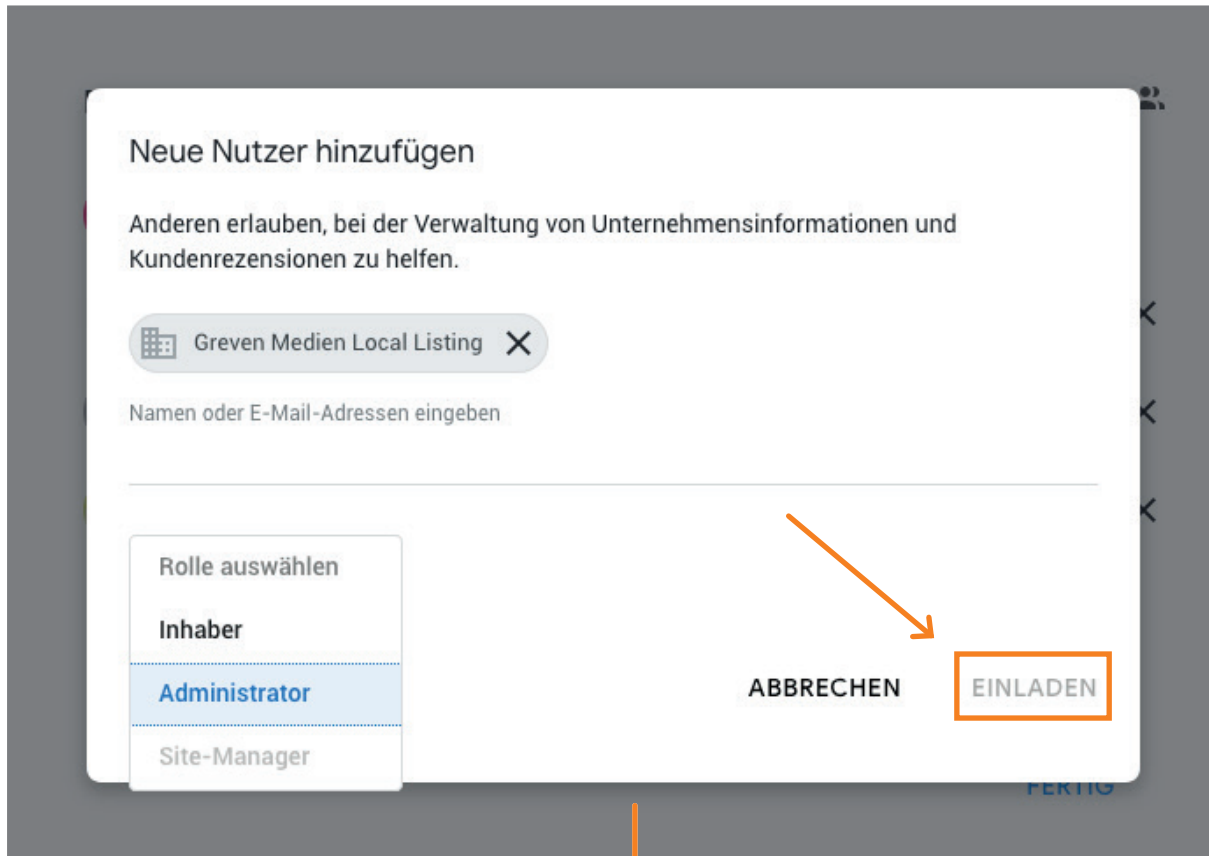 Neue Nutzer hinzufügen
Anderen erlauben, bei der Verwaltung von Unternehmensinformationen und
Kundenrezensionen zu helfen.
Greven Medien Local Listing
Namen oder E-Mail-Adressen eingeben
Rolle auswählen
Inhaber
Administrator
Site-Manager
ABBRECHEN
EINLADEN
FERTIG